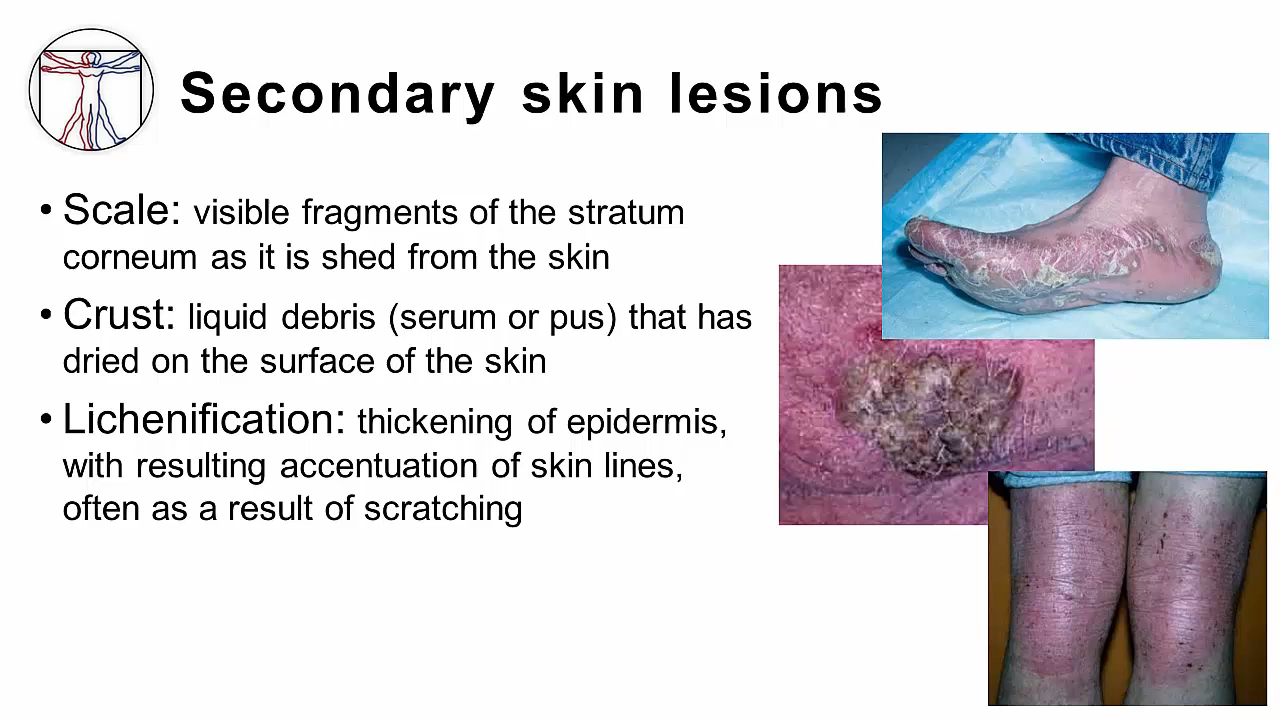 Secondary skin lesions
• Scale: visible fragments of the stratum
corneum as it is shed from the skin
• Crust: liquid debris (serum or pus) that has
dried on the surface of the skin
• Lichenification: thickening of epidermis,
with resulting accentuation of skin lines,
often as a result of scratching